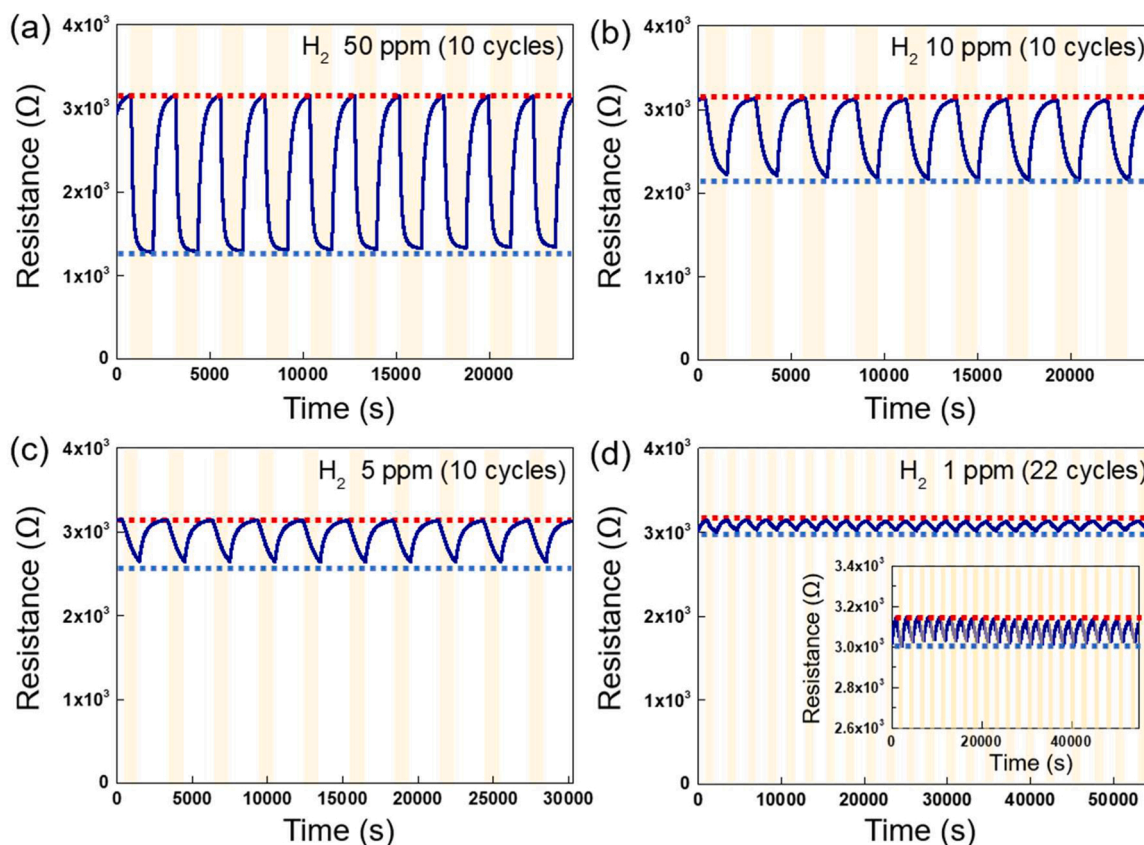 (a)
H₂ 50 ppm (10 cycles)
4x10³
3x10³
2x10³
1x10³
0
Resistance (Ω)
0 5000 10000 15000 20000
Time (s)
(b)
H₂ 10 ppm (10 cycles)
4x10³
3x10³
2x10³
1x10³
0
Resistance (Ω)
0 5000 10000 15000 20000
Time (s)
(c)
H₂ 5 ppm (10 cycles)
4x10³
3x10³
2x10³
1x10³
0
Resistance (Ω)
0 5000 10000 15000 20000 25000 30000
Time (s)
(d)
H₂ 1 ppm (22 cycles)
4x10³
3x10³
2x10³
1x10³
0
Resistance (Ω)
3.4x10³
3.2x10³
3.0x10³
2.8x10³
2.6x10³
Resistance (Ω)
0 20000 40000
Time (s)
0 10000 20000 30000 40000 50000
Time (s)